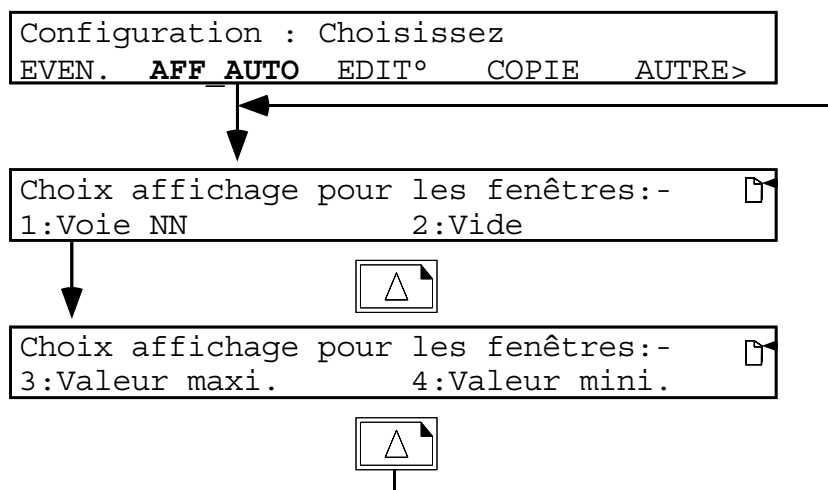 Configuration : Choisissez
EVEN. AFF_AUTO EDIT° COPIE AUTRE>
Choix affichage pour les fenêtres:-
1:Voie NN 2:Vide
Choix affichage pour les fenêtres:-
3:Valeur maxi. 4:Valeur mini.